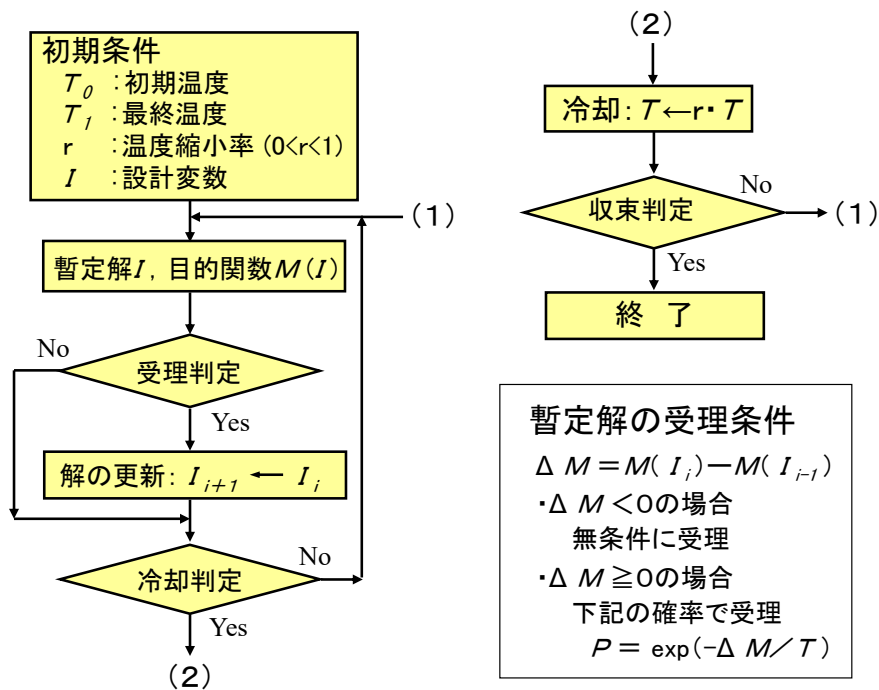 初期条件
T0 :初期温度
T1 :最終温度
r :温度縮小率 (0<r<1)
I :設計変数
(1)
暫定解I, 目的関数M(I)
No
受理判定
Yes
解の更新: Ii+1 ← Ii
No
冷却判定
Yes
(2)
(2)
冷却: T←r・T
No
収束判定
(1)
Yes
終 了
暫定解の受理条件
Δ M=M( Ii)-M( Ii-1)
・Δ M <0の場合
無条件に受理
・Δ M ≧0の場合
下記の確率で受理
P = exp(-Δ M/T)